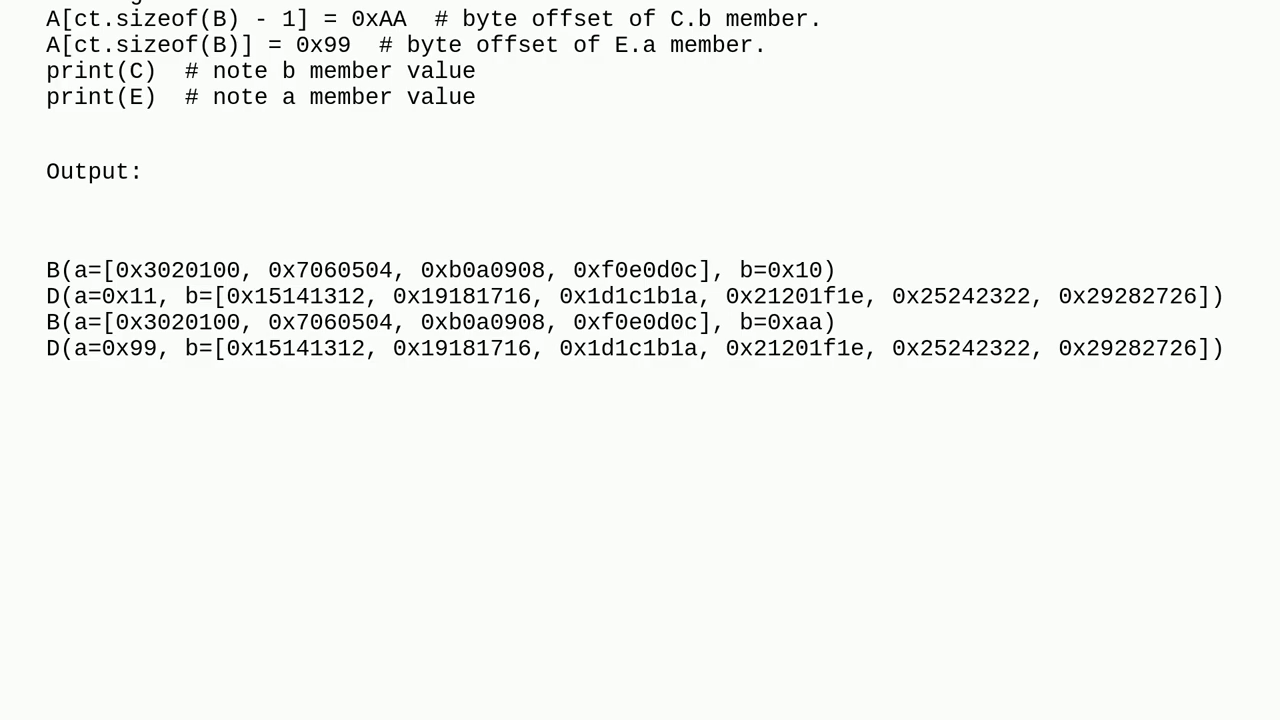 A[ct.sizeof(B) - 1] = 0xAA  # byte offset of C.b member.
A[ct.sizeof(B)] = 0x99  # byte offset of E.a member.
print(C)  # note b member value
print(E)  # note a member value
Output:
B(a=[0x3020100, 0x7060504, 0xb0a0908, 0xf0e0d0c], b=0x10)
D(a=0x11, b=[0x15141312, 0x19181716, 0x1d1c1b1a, 0x21201f1e, 0x25242322, 0x29282726])
B(a=[0x3020100, 0x7060504, 0xb0a0908, 0xf0e0d0c], b=0xaa)
D(a=0x99, b=[0x15141312, 0x19181716, 0x1d1c1b1a, 0x21201f1e, 0x25242322, 0x29282726])